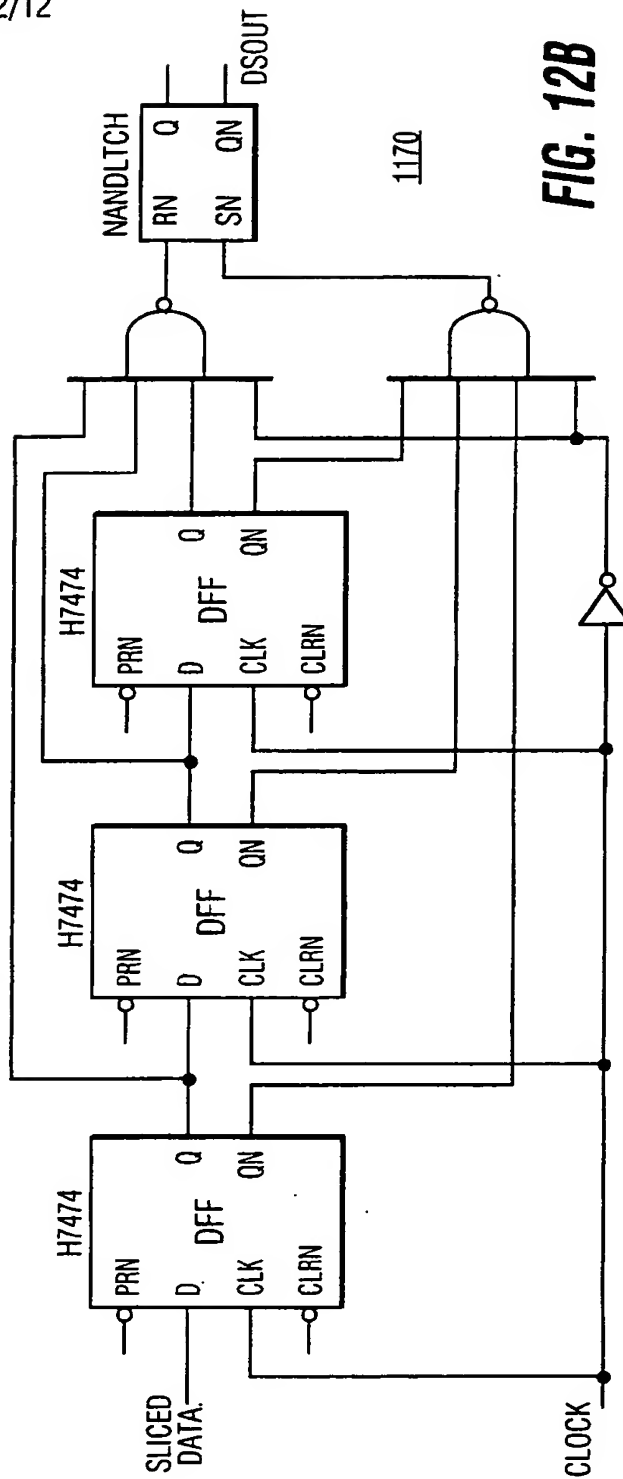 2/12
SLICED
DATA.
H7474
PRN
D
Q
DFF
CLK
QN
CLRN
H7474
PRN
D
Q
DFF
CLK
QN
CLRN
H7474
PRN
D
Q
DFF
CLK
QN
CLRN
NANDLTCH
RN
Q
SN
QN
DSOUT
CLOCK
1170
FIG. 12B